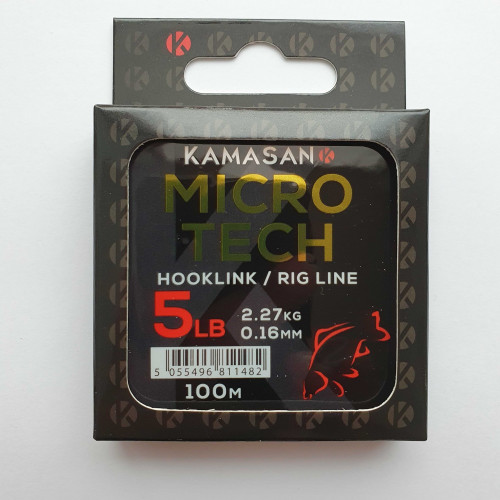 KAMASAN
MICRO
TECH
HOOKLINK / RIG LINE
5LB
2.27KG
0.16MM
5 055496 811482
100M